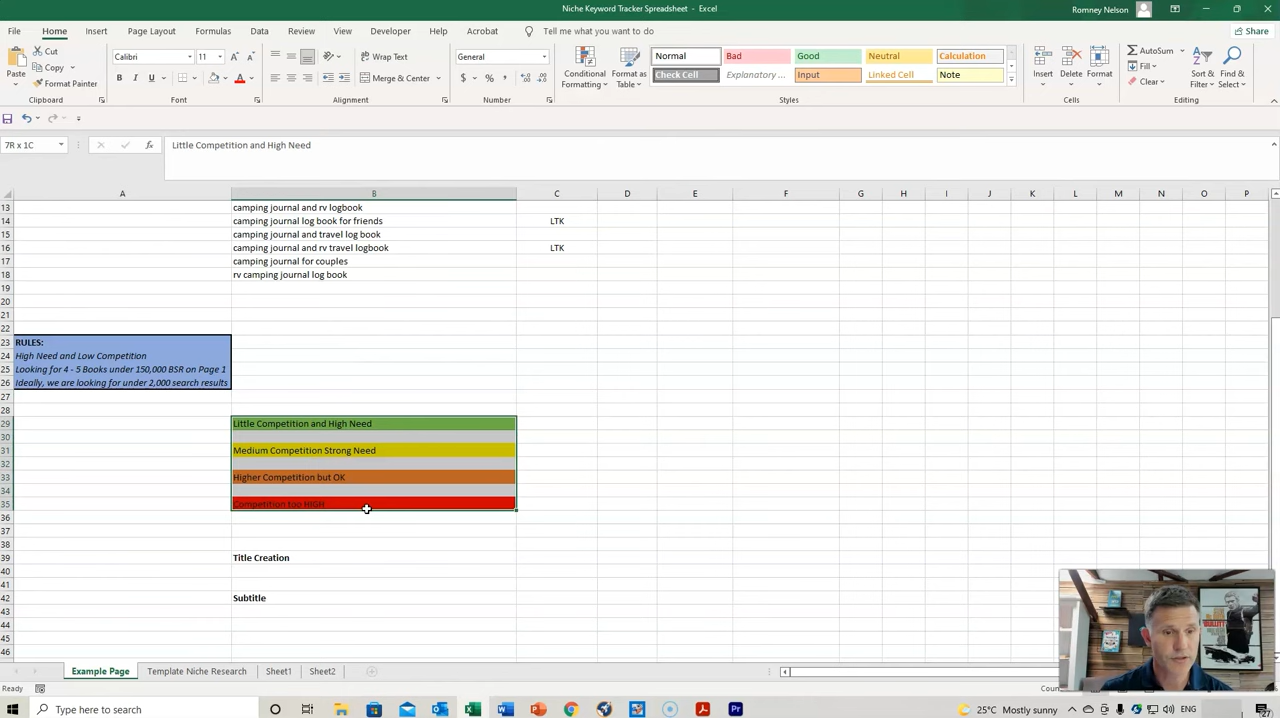 Niche Keyword Tracker Spreadsheet - Excel
Romney Nelson
File Home Insert Page Layout Formulas Data Review View Developer Help Acrobat Tell me what you want to do
Share
Paste
Cut
Copy
Format Painter
Clipboard
Calibri 11
B I U
Font
Wrap Text
Merge & Center
Alignment
General
$ % ,
Number
Conditional Formatting
Format as Table
Normal Bad Good Neutral Calculation
Check Cell Explanatory ... Input Linked Cell Note
Styles
Insert Delete Format
Cells
AutoSum
Fill
Clear
Sort & Filter
Find & Select
Editing
7R x 1C
fx
Little Competition and High Need
A B C D E F G H I J K L M N O P
13 camping journal and rv logbook
14 camping journal log book for friends LTK
15 camping journal and travel log book
16 camping journal and rv travel logbook LTK
17 camping journal for couples
18 rv camping journal log book
19
20
21
22
23 RULES:
24 High Need and Low Competition
25 Looking for 4 - 5 Books under 150,000 BSR on Page 1
26 Ideally, we are looking for under 2,000 search results
27
28
29 Little Competition and High Need
30
31 Medium Competition Strong Need
32
33 Higher Competition but OK
34
35 Competition too HIGH
36
37
38
39 Title Creation
40
41
42 Subtitle
43
44
45
46
Example Page Template Niche Research Sheet1 Sheet2
Ready
BULLITT
Type here to search
25°C Mostly sunny
ENG